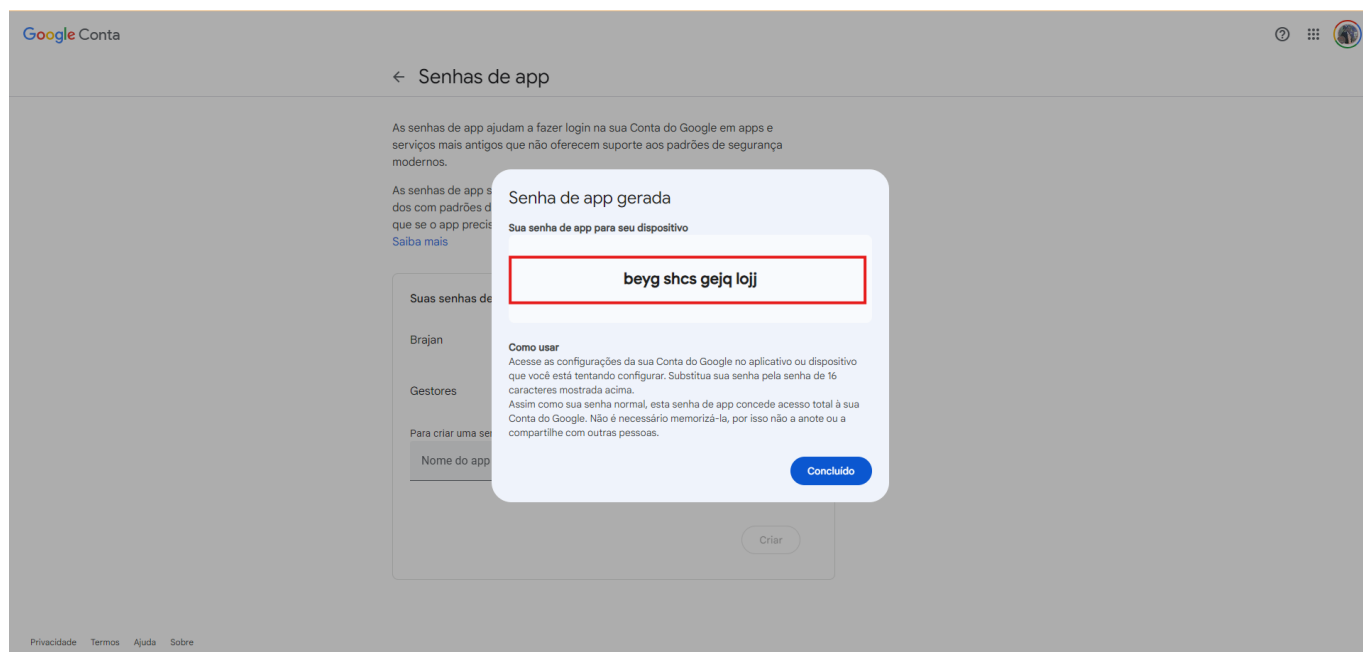 Google Conta
← Senhas de app
As senhas de app ajudam a fazer login na sua Conta do Google em apps e
serviços mais antigos que não oferecem suporte aos padrões de segurança
modernos.
As senhas de app s
dos com padrões d
que se o app precis
Saiba mais
Suas senhas de
Brajan
Gestores
Para criar uma se
Nome do app
Criar
Senha de app gerada
Sua senha de app para seu dispositivo
beyg shcs gejq lojj
Como usar
Acesse as configurações da sua Conta do Google no aplicativo ou dispositivo
que você está tentando configurar. Substitua sua senha pela senha de 16
caracteres mostrada acima.
Assim como sua senha normal, esta senha de app concede acesso total à sua
Conta do Google. Não é necessário memorizá-la, por isso não a anote ou a
compartilhe com outras pessoas.
Concluído
Privacidade Termos Ajuda Sobre